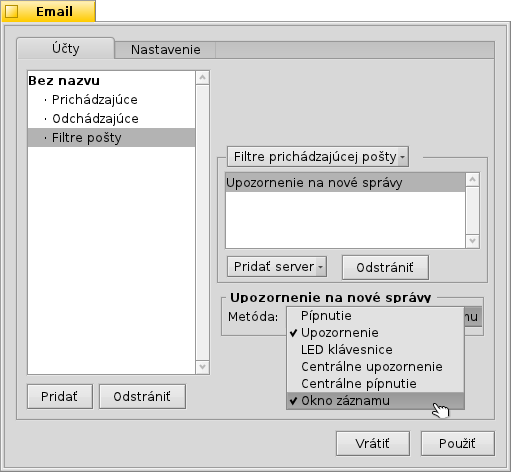 Email
Účty
Nastavenie
Bez nazvu
· Prichádzajúce
· Odchádzajúce
· Filtre pošty
Filtre prichádzajúcej pošty
Upozornenie na nové správy
Pridať server
Odstrániť
Upozornenie na nové správy
Metóda:
Pípnutie
✓ Upozornenie
LED klávesnice
Centrálne upozornenie
Centrálne pípnutie
✓ Okno záznamu
Pridať
Odstrániť
Vrátiť
Použiť